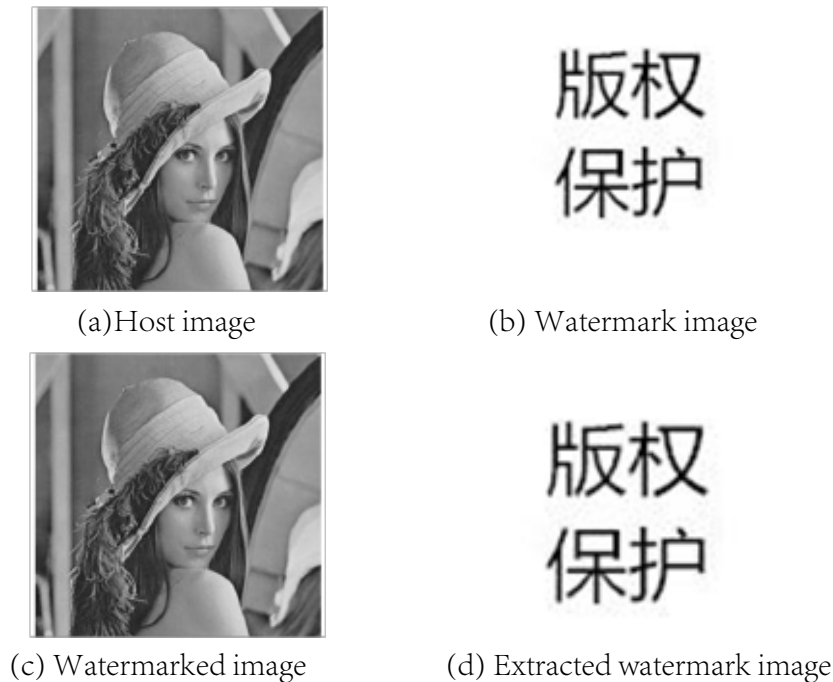 版权
保护
(a)Host image
(b) Watermark image
版权
保护
(c) Watermarked image
(d) Extracted watermark image